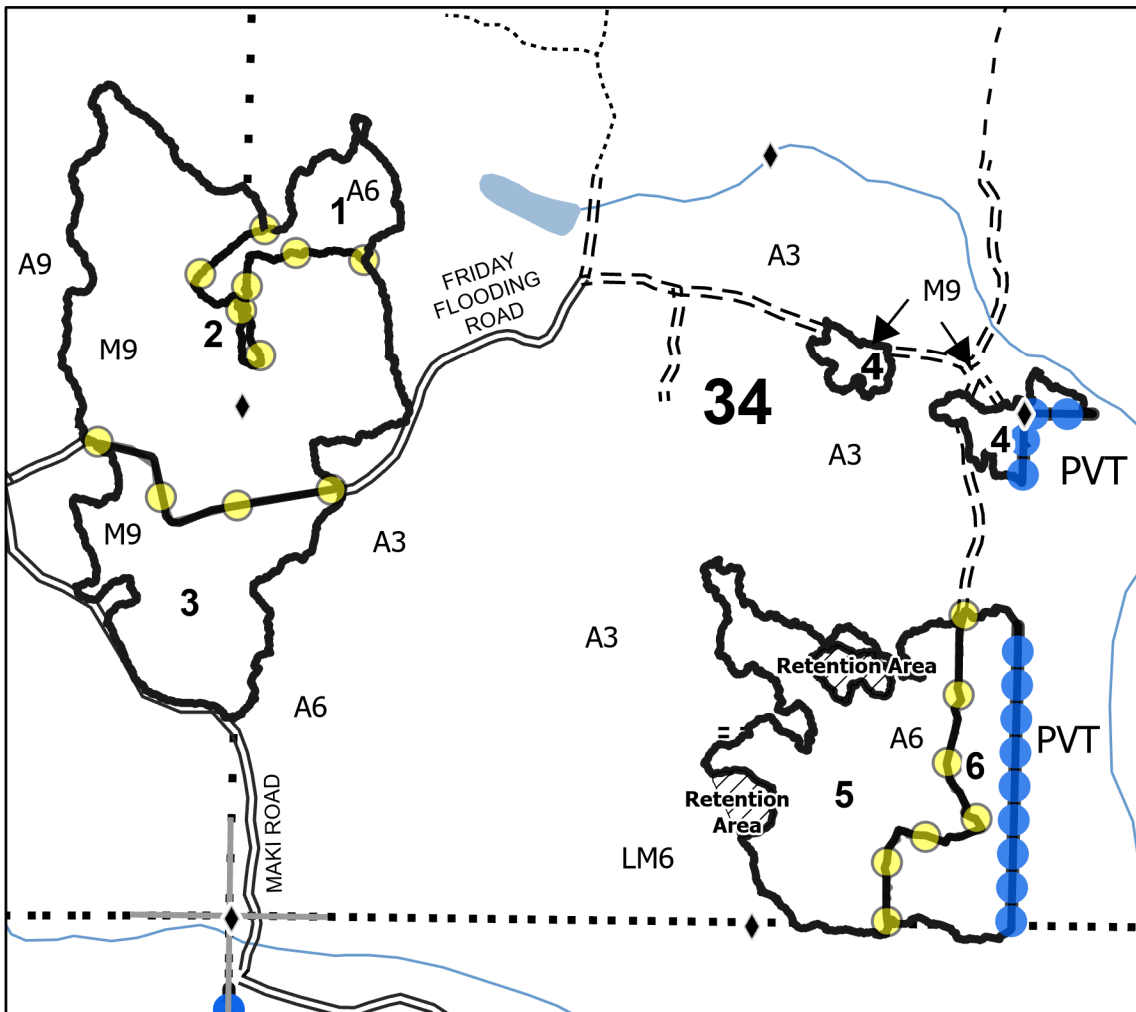 A6
1
A9
FRIDAY
FLOODING
ROAD
A3
M9
2
M9
4
34
4
A3
PVT
M9
A3
3
A3
Retention Area
A6
A6
PVT
6
5
Retention
Area
MAKI ROAD
LM6